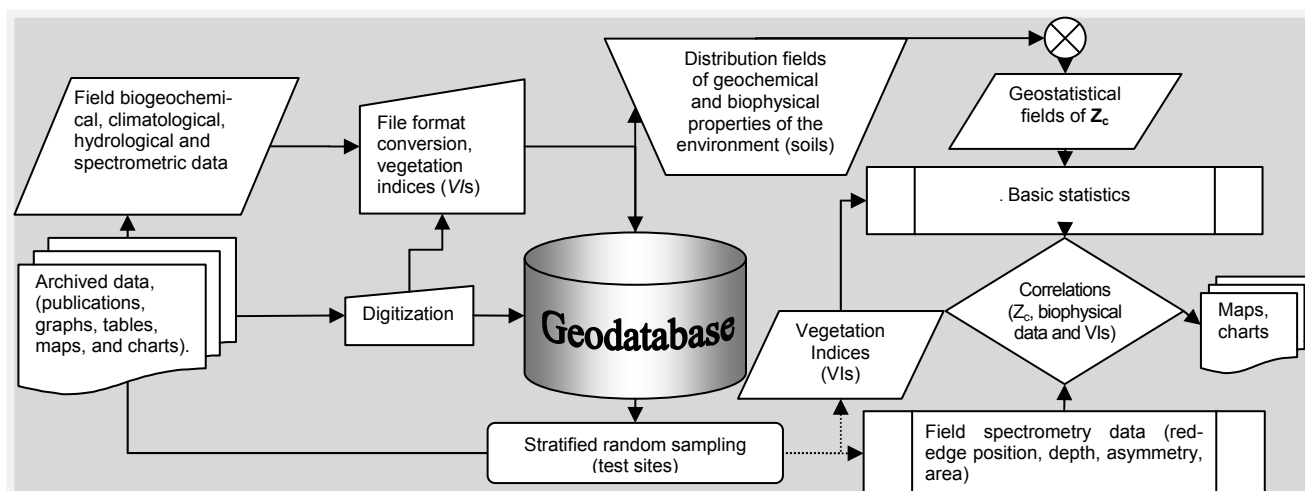 Field biogeochemi-
cal, climatological,
hydrological and
spectrometric data
File format
conversion,
vegetation
indices (VIs)
Distribution fields
of geochemical
and biophysical
properties of the
environment (soils)
Geostatistical
fields of Zc
. Basic statistics
Archived data,
(publications,
graphs, tables,
maps, and charts).
Digitization
Geodatabase
Vegetation
Indices
(VIs)
Correlations
(Zc, biophysical
data and VIs)
Maps,
charts
Stratified random sampling
(test sites)
Field spectrometry data (red-
edge position, depth, asymmetry,
area)